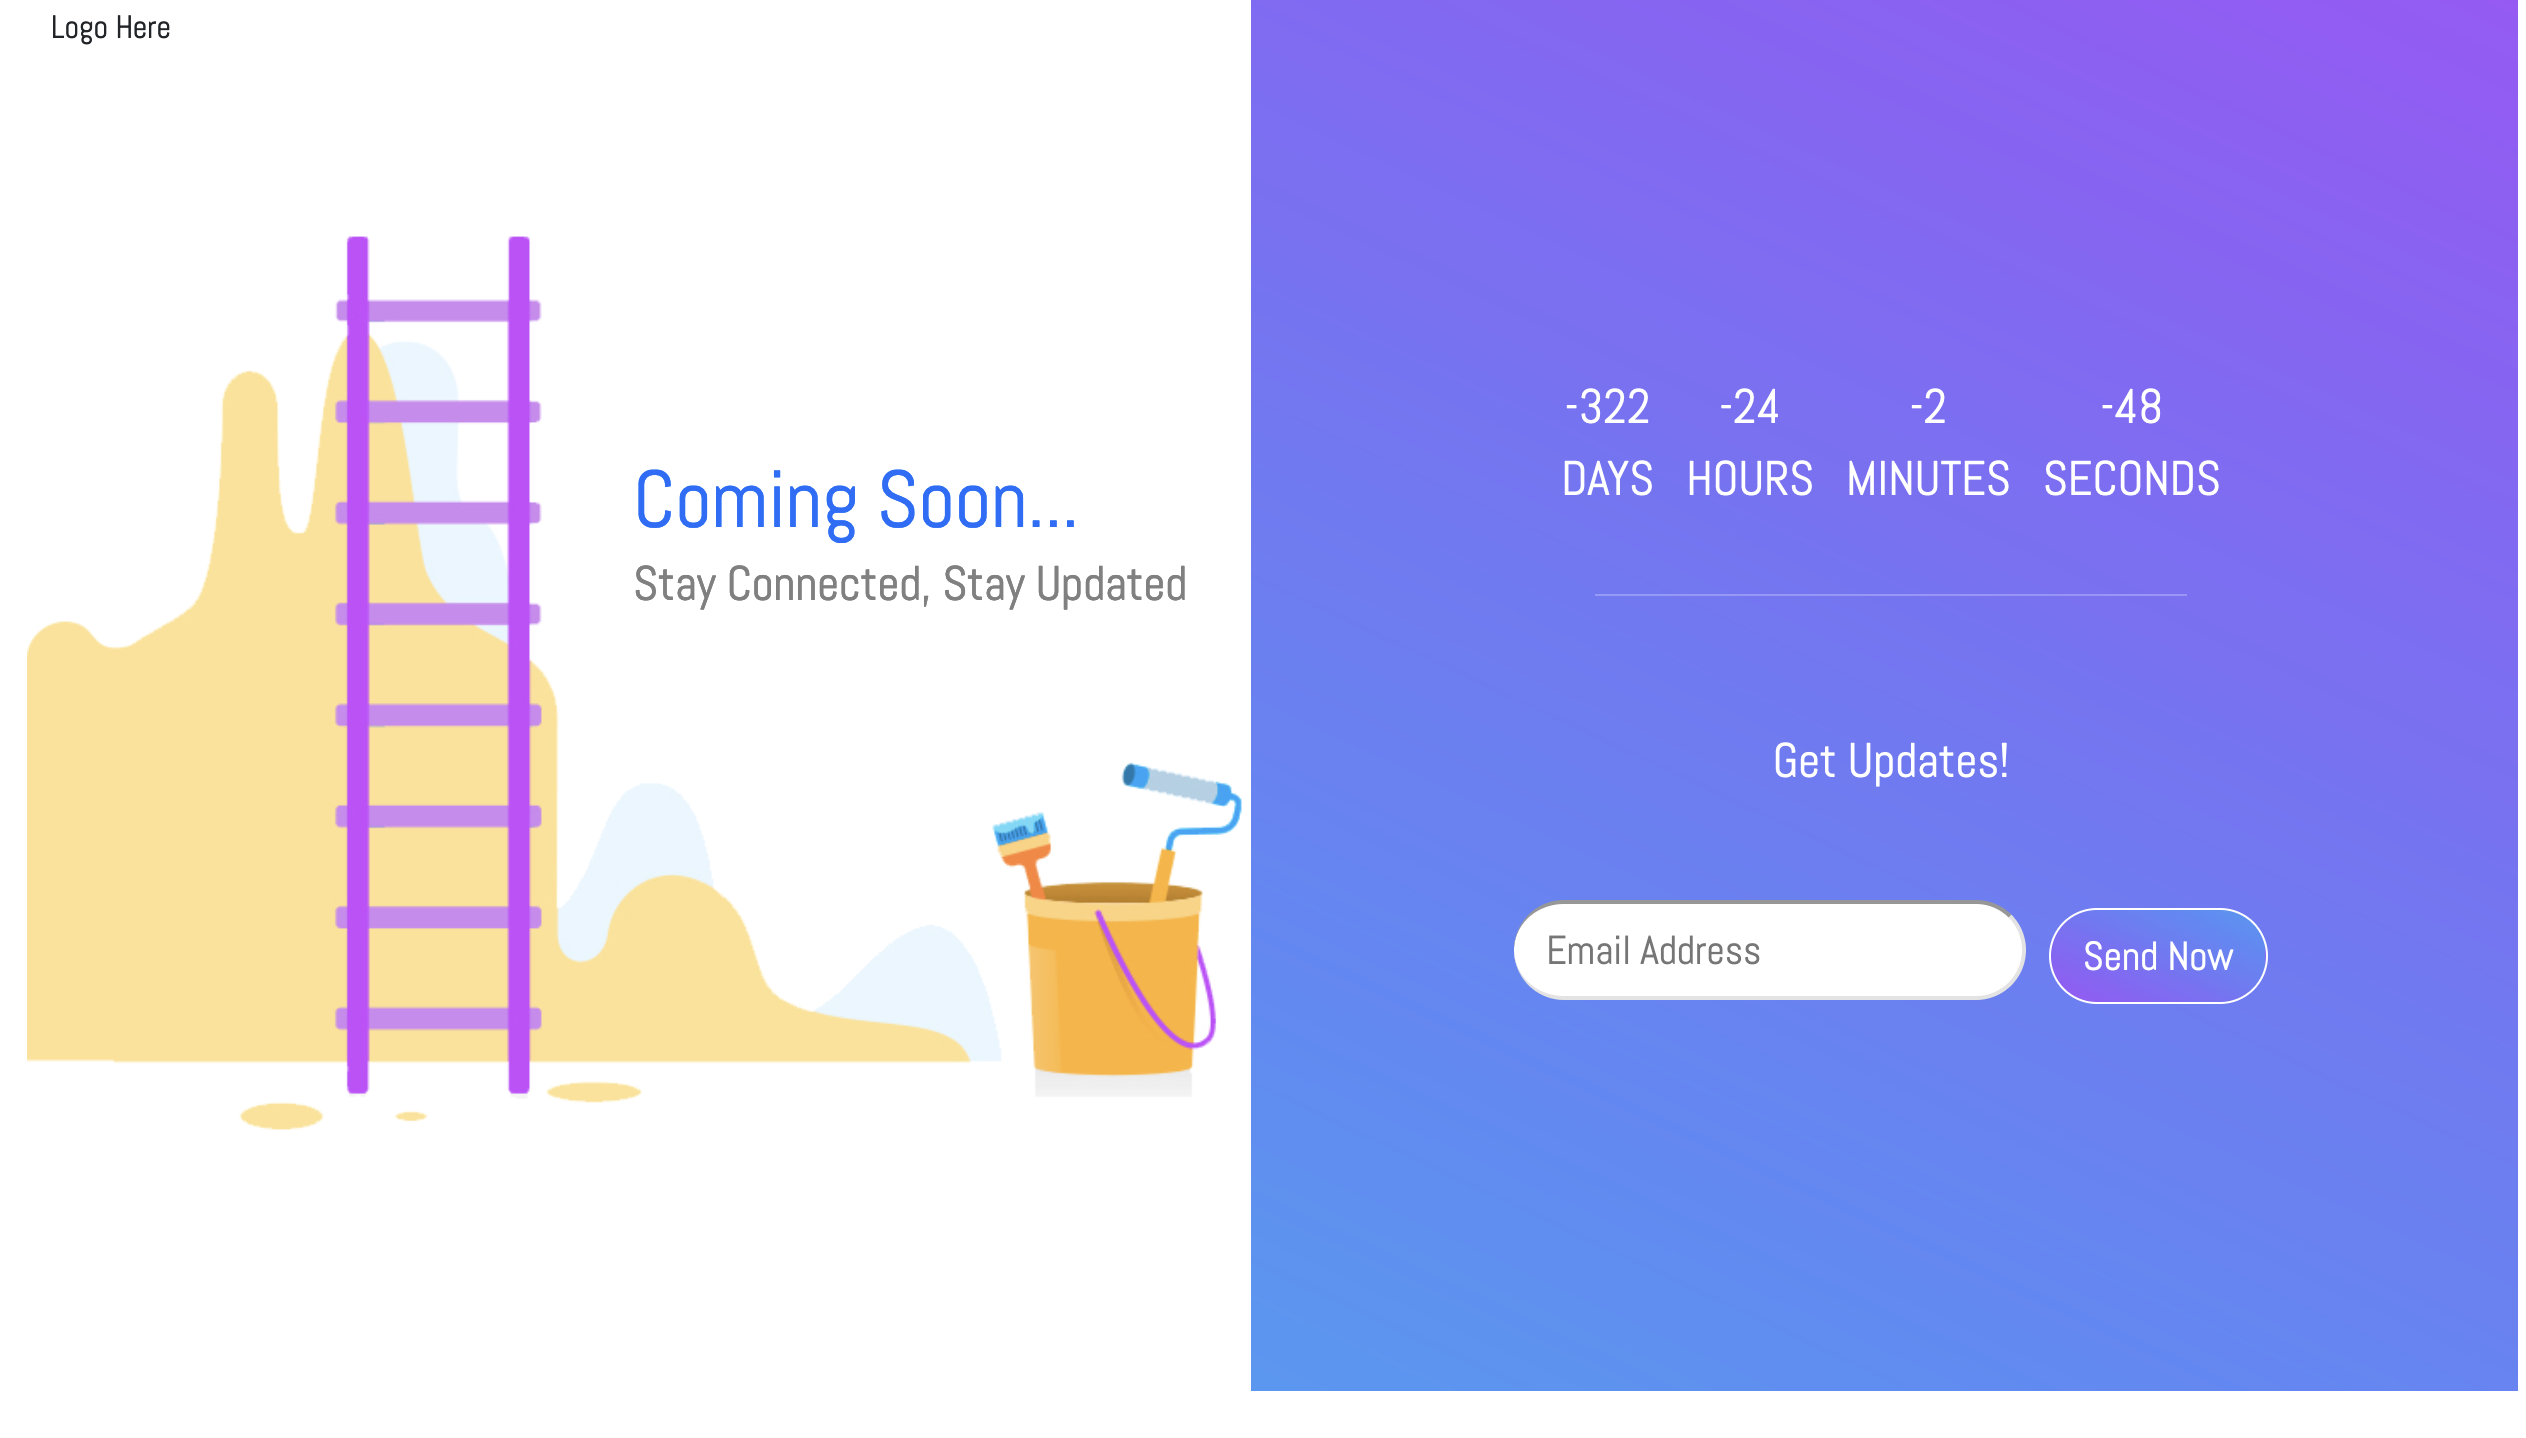 Logo Here
Coming Soon...
Stay Connected, Stay Updated
-322 -24 -2 -48
DAYS HOURS MINUTES SECONDS
Get Updates!
Email Address
Send Now